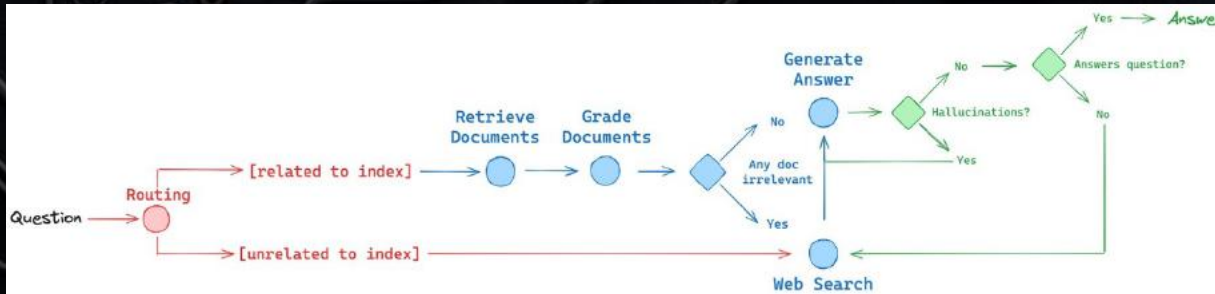 Question
Routing
[related to index]
[unrelated to index]
Retrieve
Documents
Grade
Documents
Any doc
irrelevant
No
Yes
Web Search
Generate
Answer
Hallucinations?
No
Yes
Answers question?
Yes
No
Answe